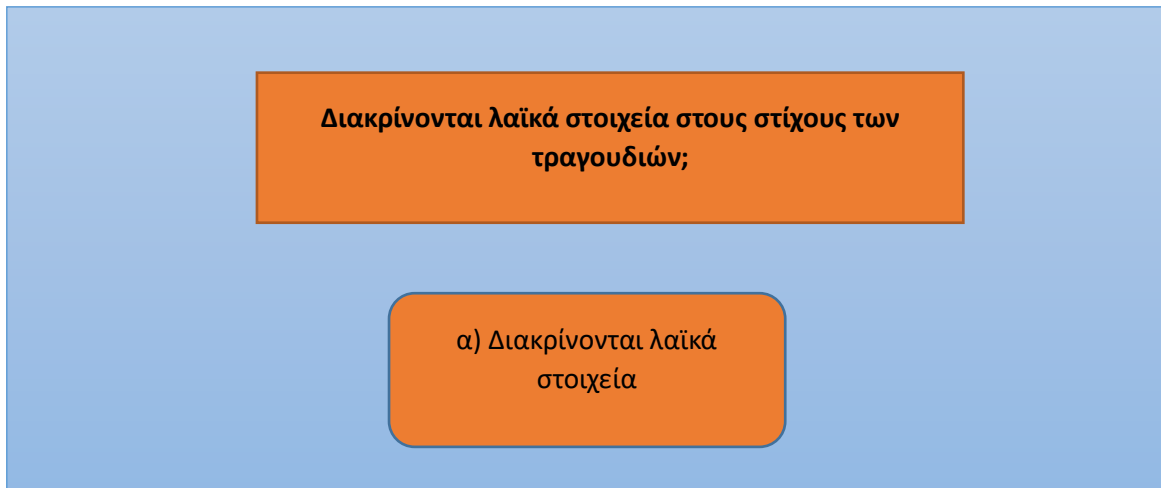 Διακρίνονται λαϊκά στοιχεία στους στίχους των
τραγουδιών;
α) Διακρίνονται λαϊκά
στοιχεία